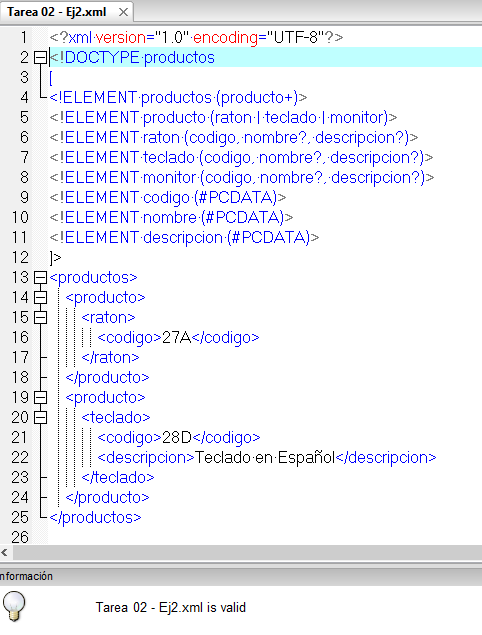 Tarea 02 - Ej2.xml
1 <?xml version="1.0" encoding="UTF-8"?>
2 <!DOCTYPE productos
3 [
4 <!ELEMENT productos (producto+)>
5 <!ELEMENT producto (raton | teclado | monitor)>
6 <!ELEMENT raton (codigo, nombre?, descripcion?)>
7 <!ELEMENT teclado (codigo, nombre?, descripcion?)>
8 <!ELEMENT monitor (codigo, nombre?, descripcion?)>
9 <!ELEMENT codigo (#PCDATA)>
10 <!ELEMENT nombre (#PCDATA)>
11 <!ELEMENT descripcion (#PCDATA)>
12 ]>
13 <productos>
14 <producto>
15 <raton>
16 <codigo>27A</codigo>
17 </raton>
18 </producto>
19 <producto>
20 <teclado>
21 <codigo>28D</codigo>
22 <descripcion>Teclado en Español</descripcion>
23 </teclado>
24 </producto>
25 </productos>
26
nformación
Tarea 02 - Ej2.xml is valid